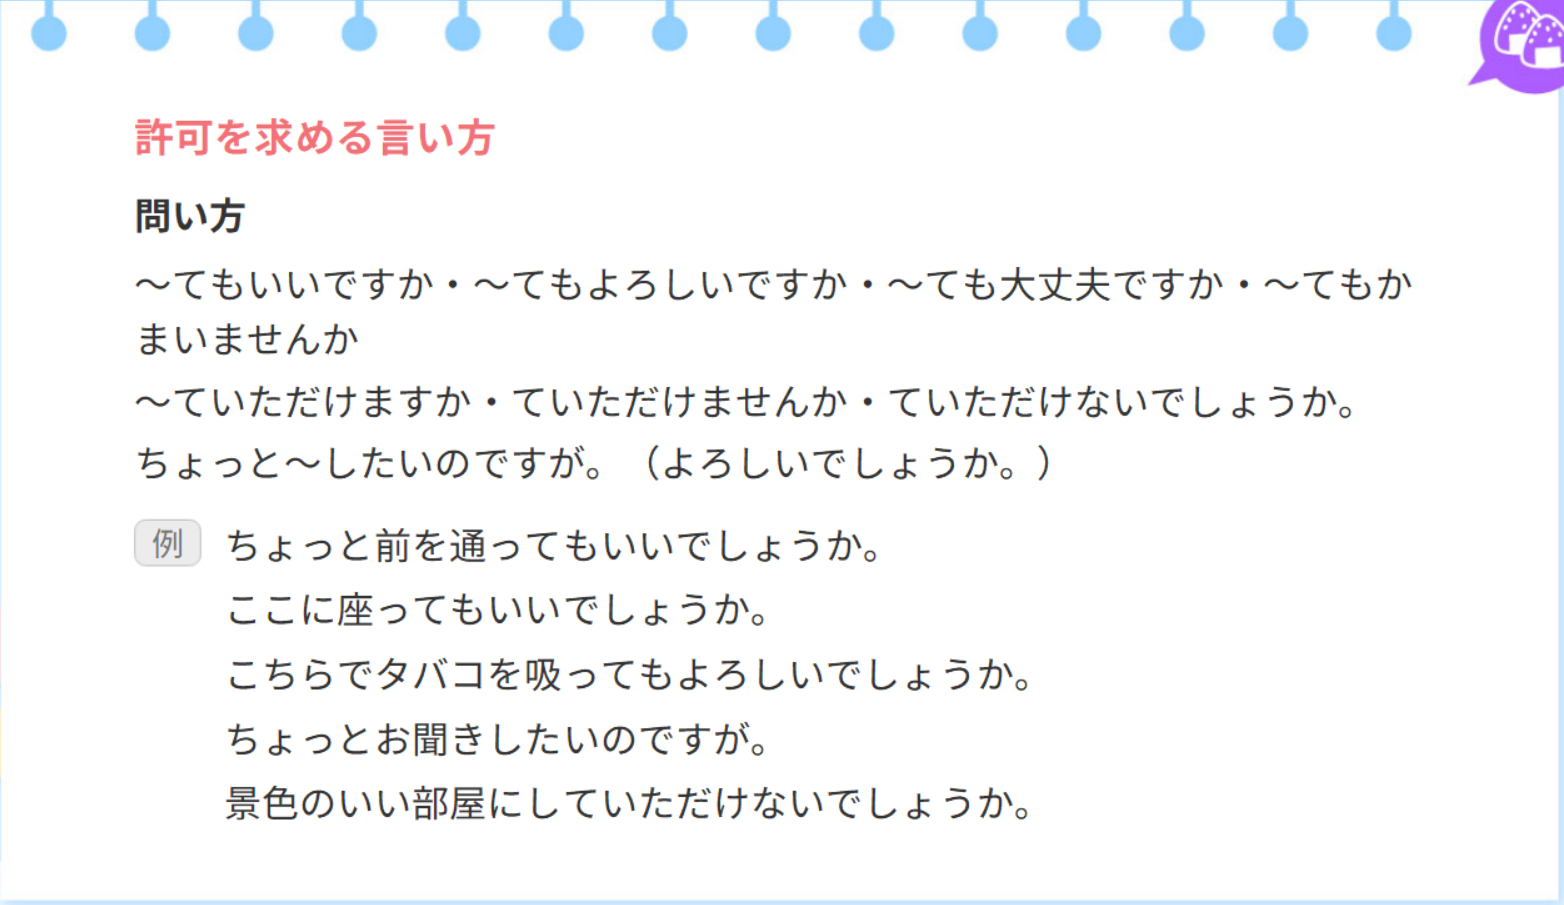 許可を求める言い方
問い方
～てもいいですか・～てもよろしいですか・～ても大丈夫ですか・～てもか
まいませんか
～ていただけますか・ていただけませんか・ていただけないでしょうか。
ちょっと～したいのですが。（よろしいでしょうか。）
例 ちょっと前を通ってもいいでしょうか。
ここに座ってもいいでしょうか。
こちらでタバコを吸ってもよろしいでしょうか。
ちょっとお聞きしたいのですが。
景色のいい部屋にしていただけないでしょうか。